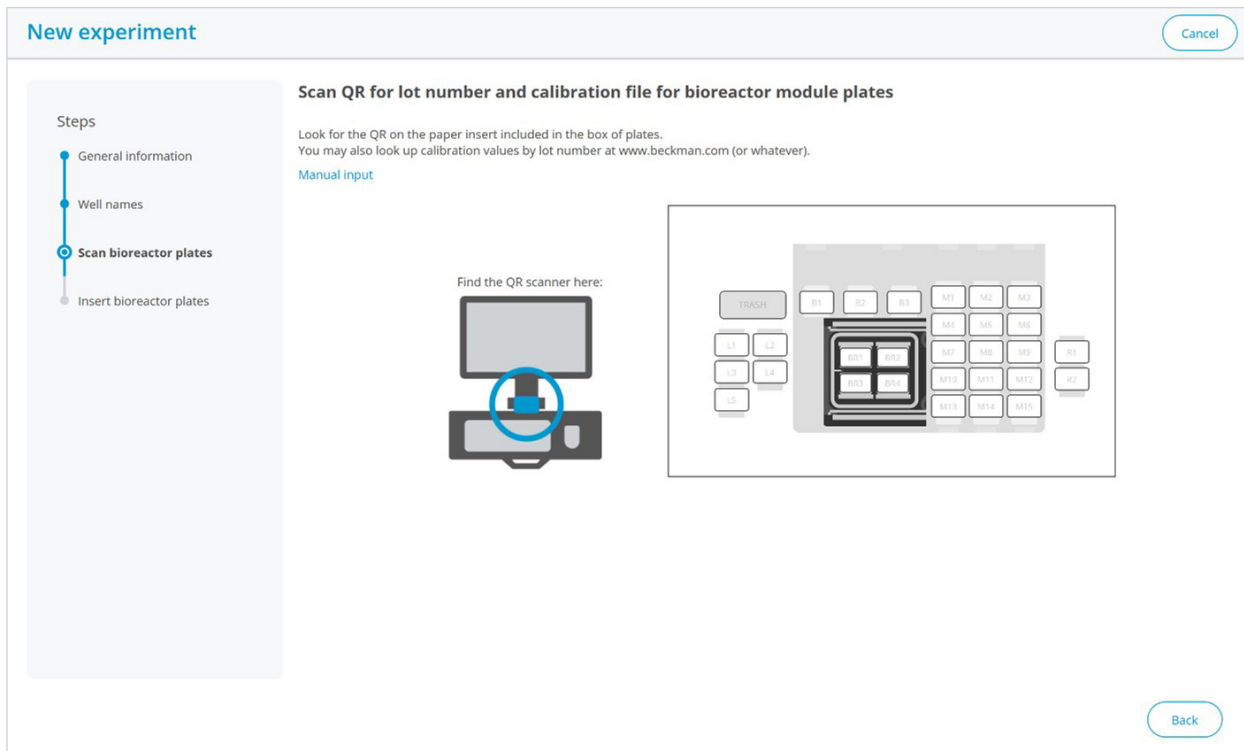 New experiment
Cancel
Steps
General information
Well names
Scan bioreactor plates
Insert bioreactor plates
Scan QR for lot number and calibration file for bioreactor module plates
Look for the QR on the paper insert included in the box of plates.
You may also look up calibration values by lot number at www.beckman.com (or whatever).
Manual input
Find the QR scanner here:
TRASH B1 B2 B3 M1 M2 M3
M4 M5 M6
L1 L2 BR1 BR2 M7 M8 M9 R1
L3 L4 BR3 BR4 M10 M11 M12 R2
L5 M13 M14 M15
Back